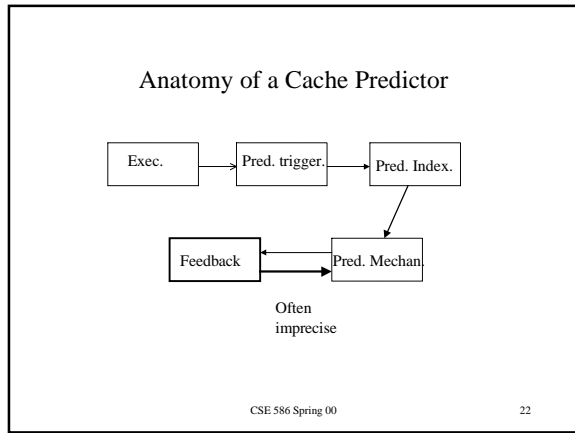 Anatomy of a Cache Predictor
Exec.
Pred. trigger.
Pred. Index.
Feedback
Pred. Mechan.
Often
imprecise
CSE 586 Spring 00
22